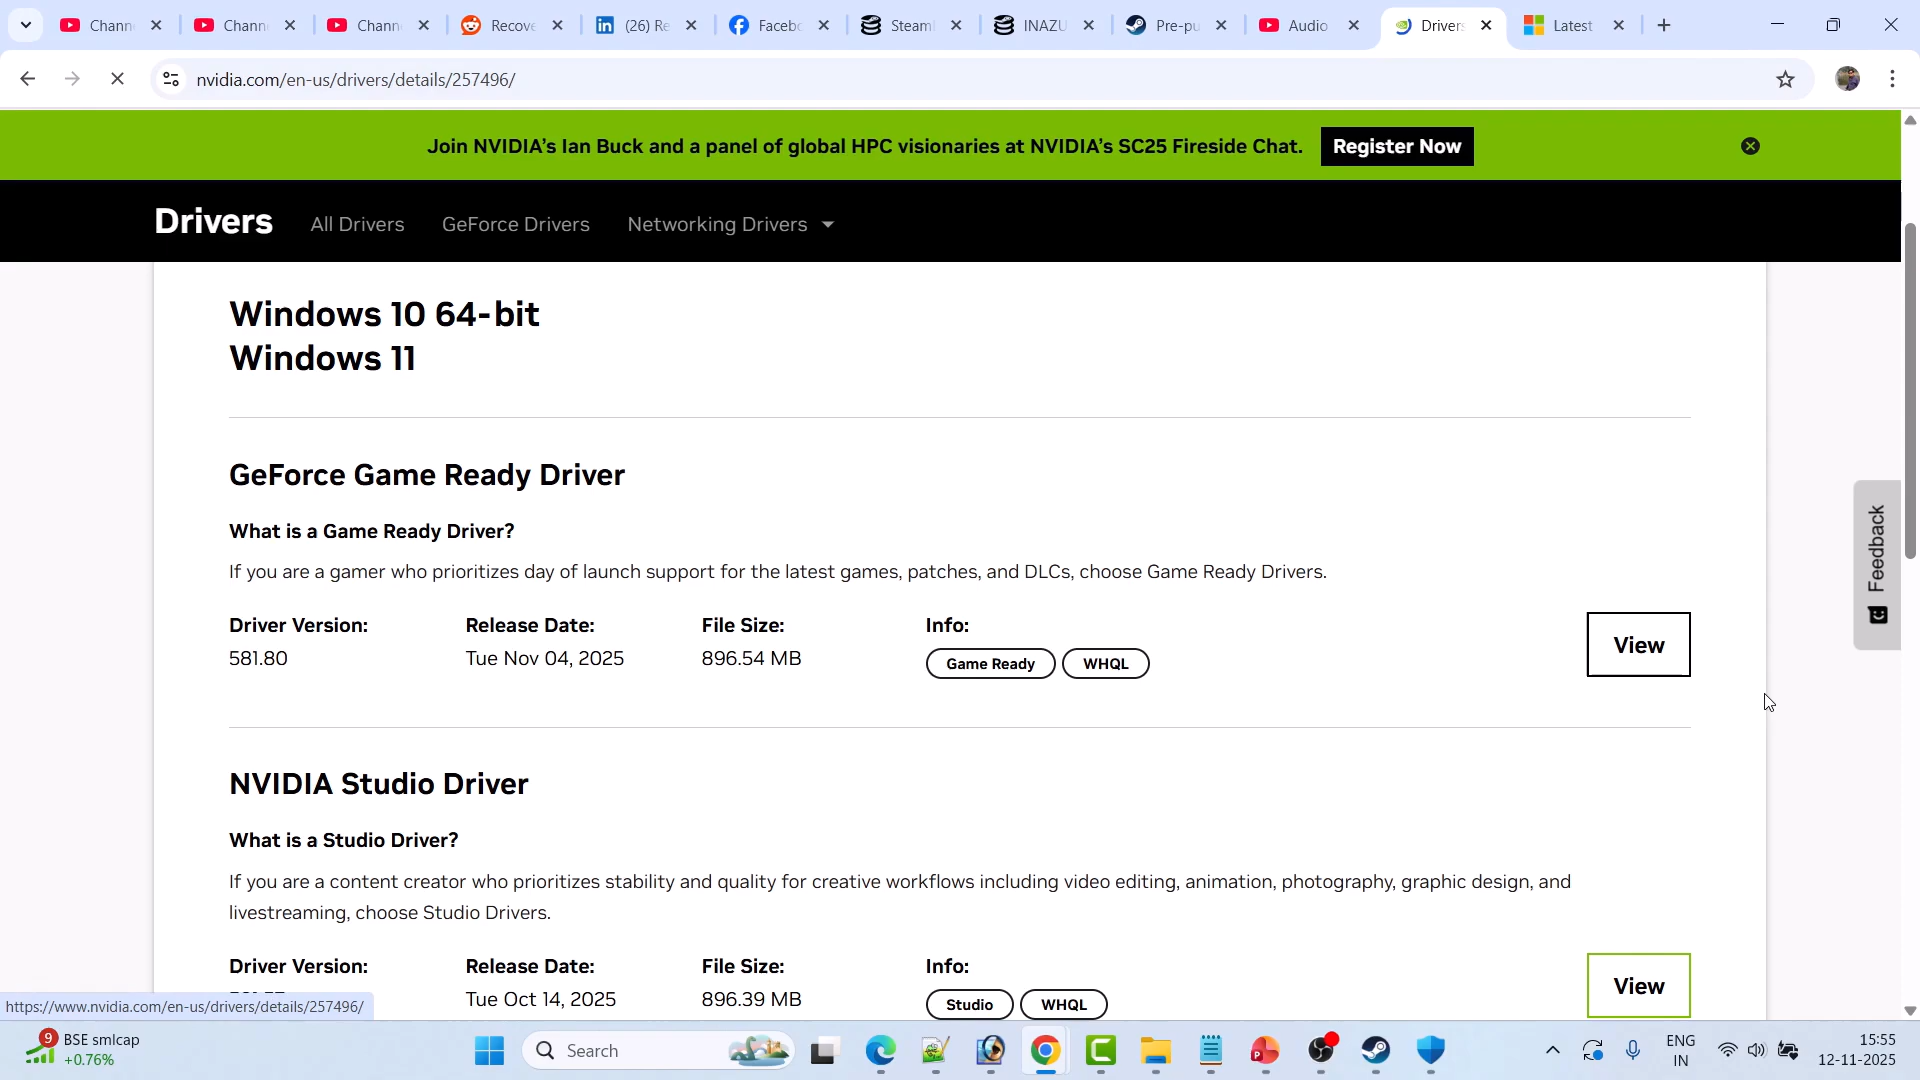 Chann
Chann
Chann
Recove
(26) Re
Facebo
Steam
INAZU
Pre-pu
Audio
Drivers
Latest
nvidia.com/en-us/drivers/details/257496/
Join NVIDIA's Ian Buck and a panel of global HPC visionaries at NVIDIA's SC25 Fireside Chat.
Register Now
Drivers
All Drivers
GeForce Drivers
Networking Drivers
Windows 10 64-bit
Windows 11
GeForce Game Ready Driver
What is a Game Ready Driver?
If you are a gamer who prioritizes day of launch support for the latest games, patches, and DLCs, choose Game Ready Drivers.
Driver Version:
581.80
Release Date:
Tue Nov 04, 2025
File Size:
896.54 MB
Info:
Game Ready
WHQL
View
Feedback
NVIDIA Studio Driver
What is a Studio Driver?
If you are a content creator who prioritizes stability and quality for creative workflows including video editing, animation, photography, graphic design, and
livestreaming, choose Studio Drivers.
Driver Version:
Release Date:
Tue Oct 14, 2025
File Size:
896.39 MB
Info:
Studio
WHQL
View
https://www.nvidia.com/en-us/drivers/details/257496/
9
BSE smlcap
+0.76%
Search
ENG
IN
15:55
12-11-2025